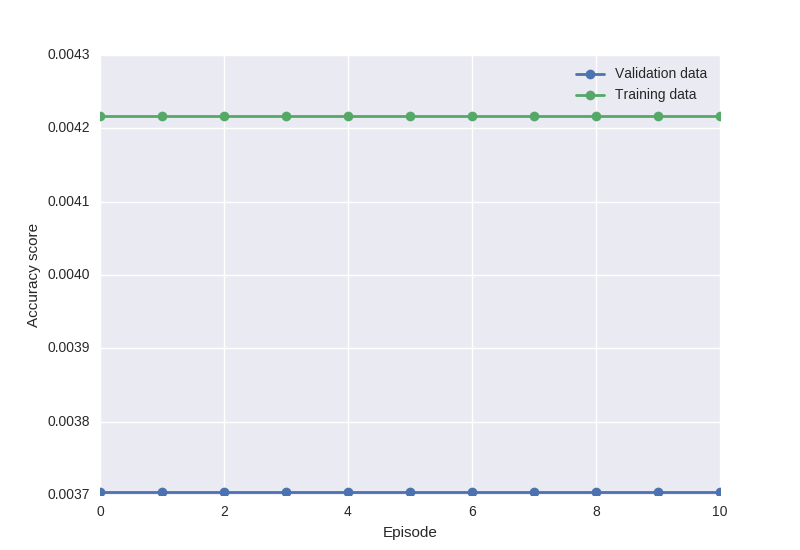 0.0043
Validation data
Training data
0.0042
0.0041
0.0040
0.0039
0.0038
0.0037
Accuracy score
0 2 4 6 8 10
Episode